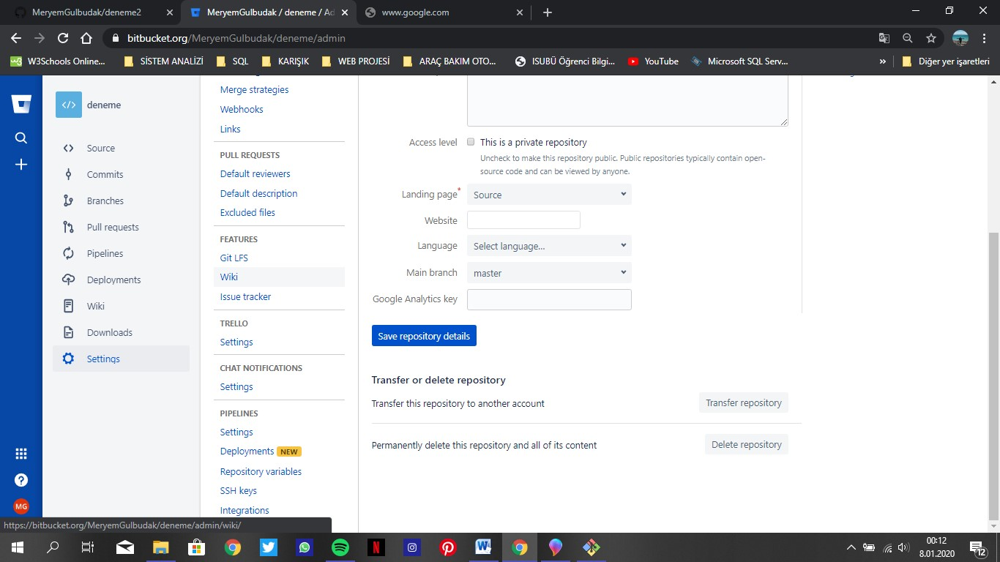 MeryemGulbudak/deneme2
MeryemGulbudak / deneme / Ad
www.google.com
bitbucket.org/MeryemGulbudak/deneme/admin
W3Schools Online...
SİSTEM ANALİZİ
SQL
KARIŞIK
WEB PROJESİ
ARAÇ BAKIM OTO...
ISUBÜ Öğrenci Bilgi...
YouTube
Microsoft SQL Serv...
»
Diğer yer işaretleri
deneme
Source
Commits
Branches
Pull requests
Pipelines
Deployments
Wiki
Downloads
Settings
MG
Merge strategies
Webhooks
Links
PULL REQUESTS
Default reviewers
Default description
Excluded files
FEATURES
Git LFS
Wiki
Issue tracker
TRELLO
Settings
CHAT NOTIFICATIONS
Settings
PIPELINES
Settings
Deployments NEW
Repository variables
SSH keys
Integrations
Access level This is a private repository
Uncheck to make this repository public. Public repositories typically contain open-
source code and can be viewed by anyone.
Landing page* Source
Website
Language Select language...
Main branch master
Google Analytics key
Save repository details
Transfer or delete repository
Transfer this repository to another account Transfer repository
Permanently delete this repository and all of its content Delete repository
https://bitbucket.org/MeryemGulbudak/deneme/admin/wiki/
00:12
8.01.2020
12